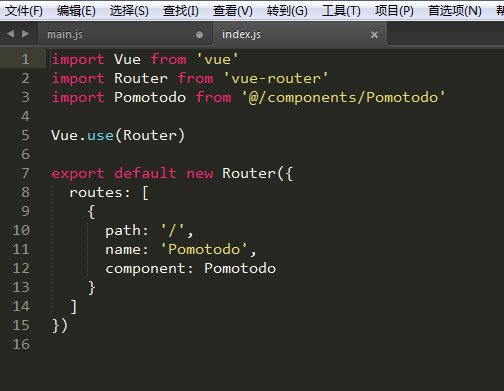 文件(F) 编辑(E) 选择(S) 查找(I) 查看(V) 转到(G) 工具(T) 项目(P) 首选项(N) 帮助(H)
main.js index.js
1 import Vue from 'vue'
2 import Router from 'vue-router'
3 import Pomotodo from '@/components/Pomotodo'
4
5 Vue.use(Router)
6
7 export default new Router({
8 routes: [
9 {
10 path: '/',
11 name: 'Pomotodo',
12 component: Pomotodo
13 }
14 ]
15 })
16